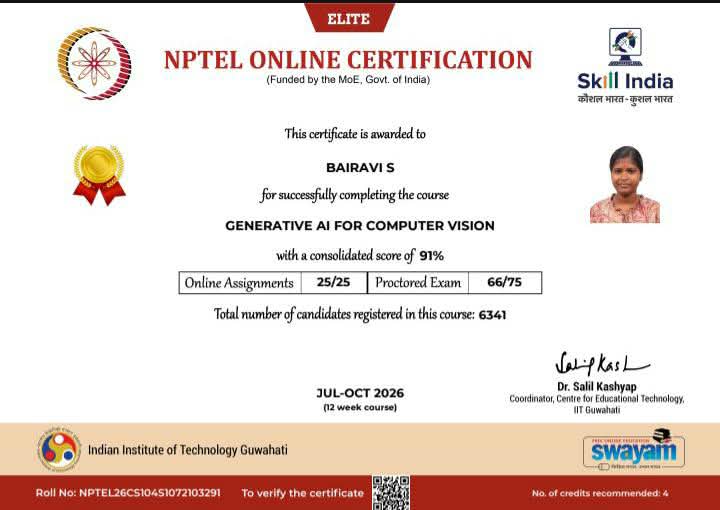 ELITE
NPTEL ONLINE CERTIFICATION
(Funded by the MoE, Govt. of India)
Skill India
कौशल भारत - कुशल भारत
This certificate is awarded to
BAIRAVI S
for successfully completing the course
GENERATIVE AI FOR COMPUTER VISION
with a consolidated score of 91%
Online Assignments 25/25 Proctored Exam 66/75
Total number of candidates registered in this course: 6341
JUL-OCT 2026
(12 week course)
Dr. Salil Kashyap
Coordinator, Centre for Educational Technology,
IIT Guwahati
Indian Institute of Technology Guwahati
FREE ONLINE EDUCATION
swayam
Roll No: NPTEL26CS104S1072103291 To verify the certificate No. of credits recommended: 4